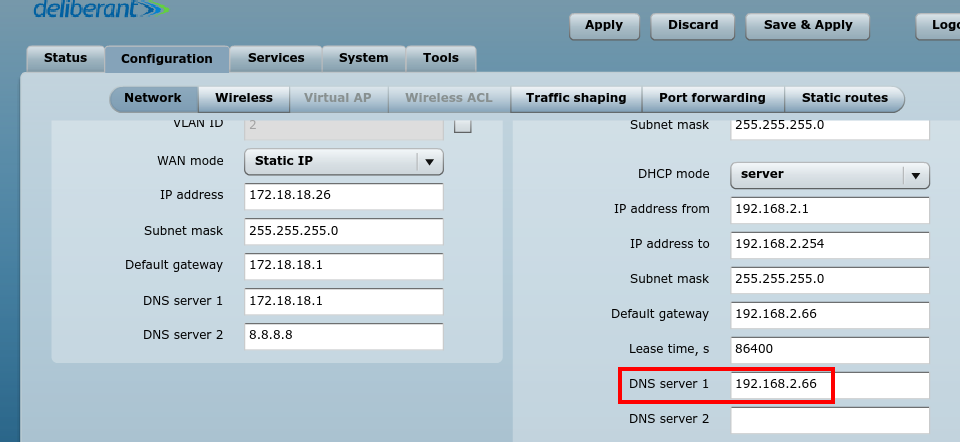 deliberant
Apply Discard Save & Apply
Status Configuration Services System Tools
Network Wireless Virtual AP Wireless ACL Traffic shaping Port forwarding Static routes
VLAN ID 2
WAN mode Static IP
IP address 172.18.18.26
Subnet mask 255.255.255.0
Default gateway 172.18.18.1
DNS server 1 172.18.18.1
DNS server 2 8.8.8.8
Subnet mask 255.255.255.0
DHCP mode server
IP address from 192.168.2.1
IP address to 192.168.2.254
Subnet mask 255.255.255.0
Default gateway 192.168.2.66
Lease time, s 86400
DNS server 1 192.168.2.66
DNS server 2